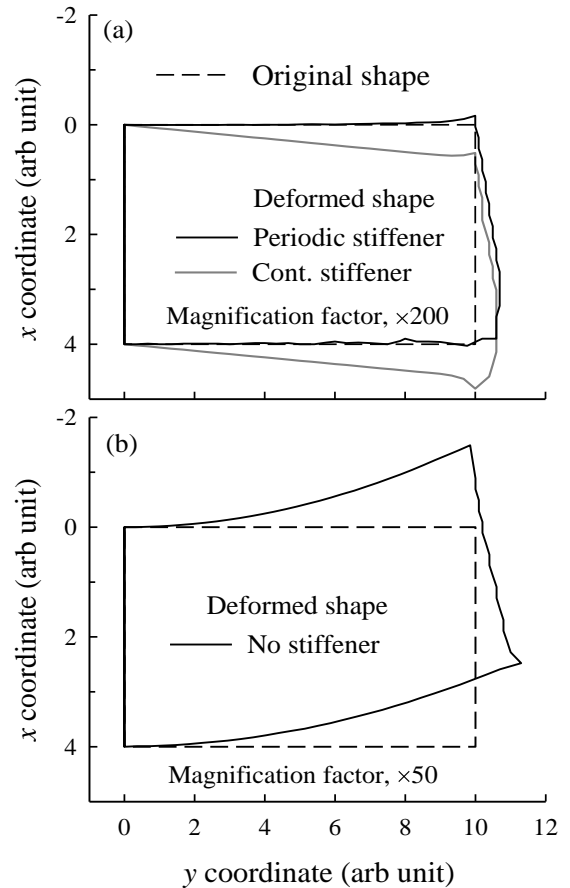 -2
(a)
Original shape
0
Deformed shape
2
Periodic stiffener
Cont. stiffener
Magnification factor, ×200
4
x coordinate (arb unit)
-2
(b)
0
Deformed shape
2
No stiffener
4
Magnification factor, ×50
x coordinate (arb unit)
0 2 4 6 8 10 12
y coordinate (arb unit)